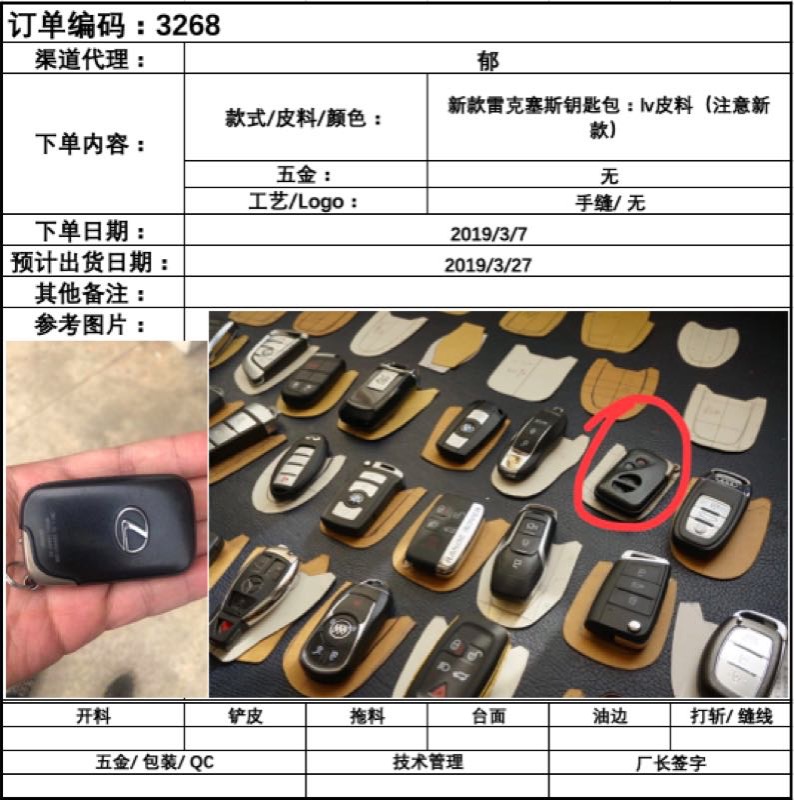 订单编码：3268
渠道代理：
郁
下单内容：
款式/皮料/颜色：
新款雷克塞斯钥匙包：lv皮料（注意新
款）
五金：
无
工艺/Logo：
手缝/ 无
下单日期：
2019/3/7
预计出货日期：
2019/3/27
其他备注：
参考图片：
RANGE ROVER
开料
铲皮
拖料
台面
油边
打斩/ 缝线
五金/ 包装/ QC
技术管理
厂长签字